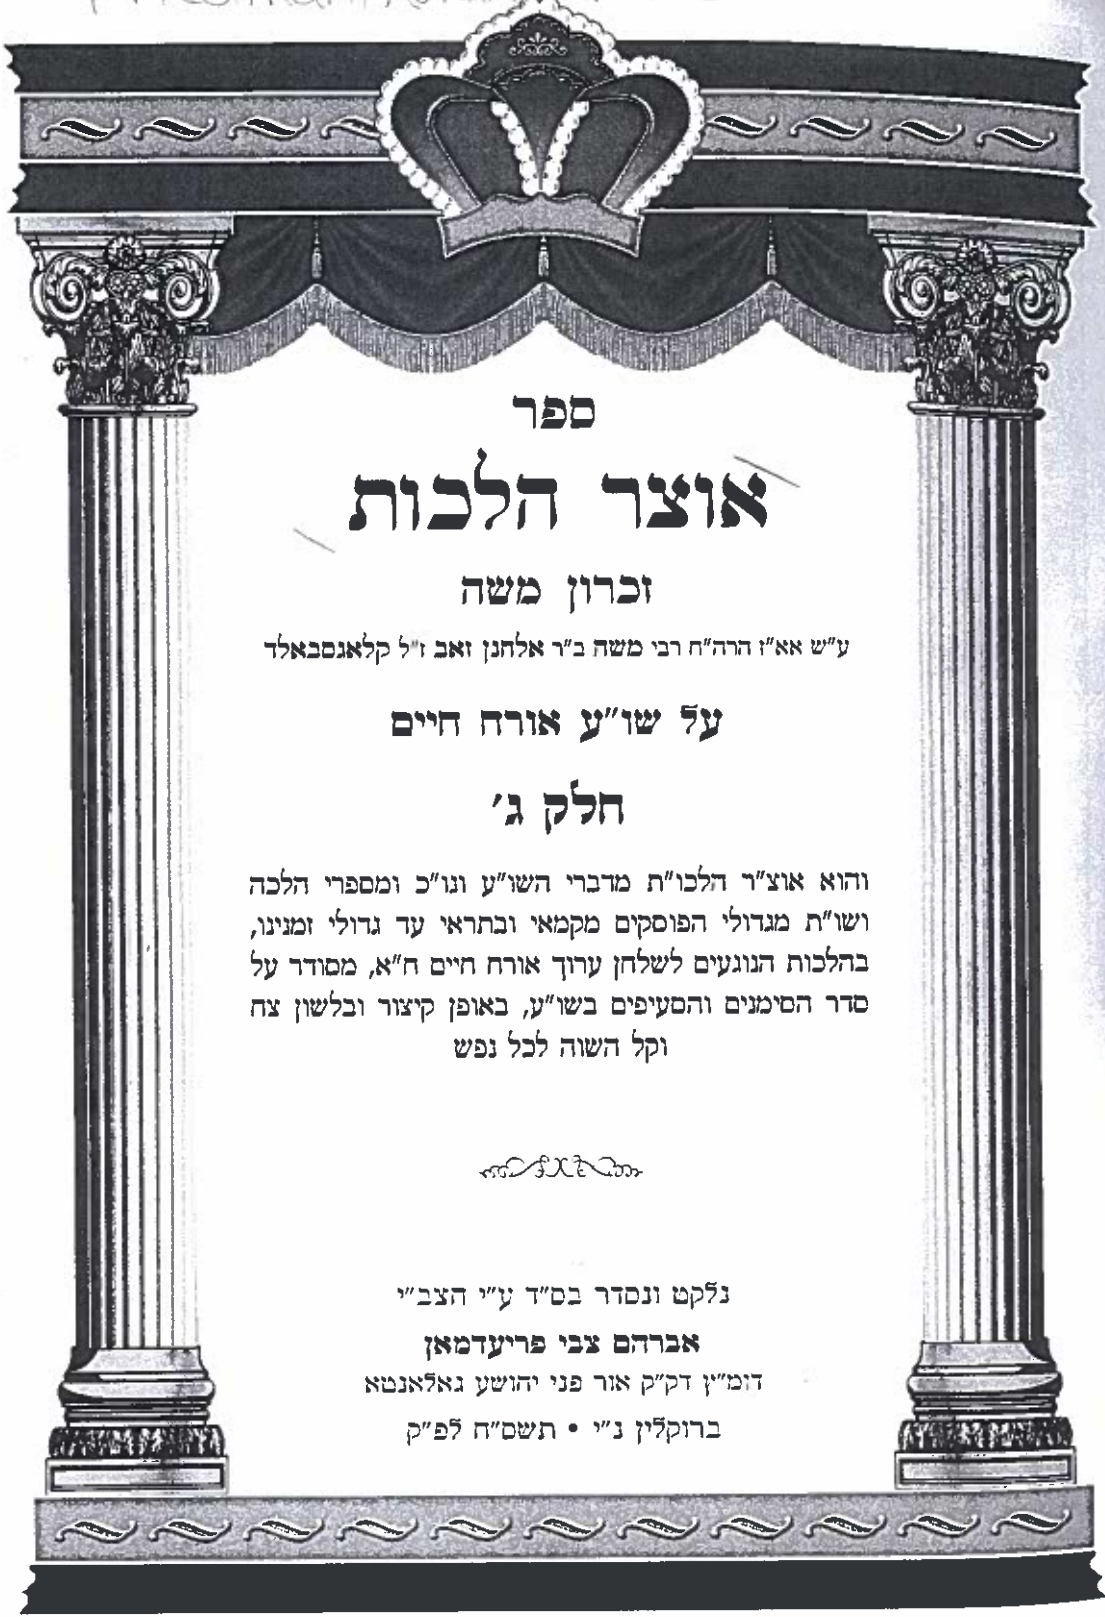 ספר
אוצר הלכות
זכרון משה
ע"ש אא"ז הרה"ח רבי משה ב"ר אלחנן זאב ז"ל קלאגסבאלד
על שו"ע אורח חיים
חלק ג'
והוא אוצ"ר הלכו"ת מדברי השו"ע ונו"כ ומספרי הלכה
ושו"ת מגדולי הפוסקים מקמאי ובתראי עד גדולי זמנינו,
בהלכות הנוגעים לשלחן ערוך אורח חיים ח"א, מסודר על
סדר הסימנים והסעיפים בשו"ע, באופן קיצור ובלשון צח
וקל השוה לכל נפש
נלקט ונסדר בס"ד ע"י הצב"י
אברהם צבי פריעדמאן
דומ"ץ דק"ק אור פני יהושע גאלאנטא
ברוקלין נ"י • תשס"ח לפ"ק